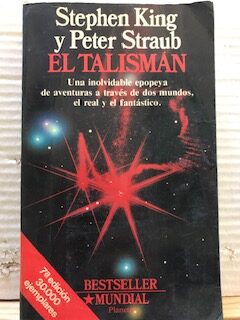 Stephen King
y Peter Straub
EL TALISMÁN
Una inolvidable epopeya
de aventuras a través de dos mundos,
el real y el fantástico.
7ª edición
30.000
ejemplares
BESTSELLER
★MUNDIAL
Planeta